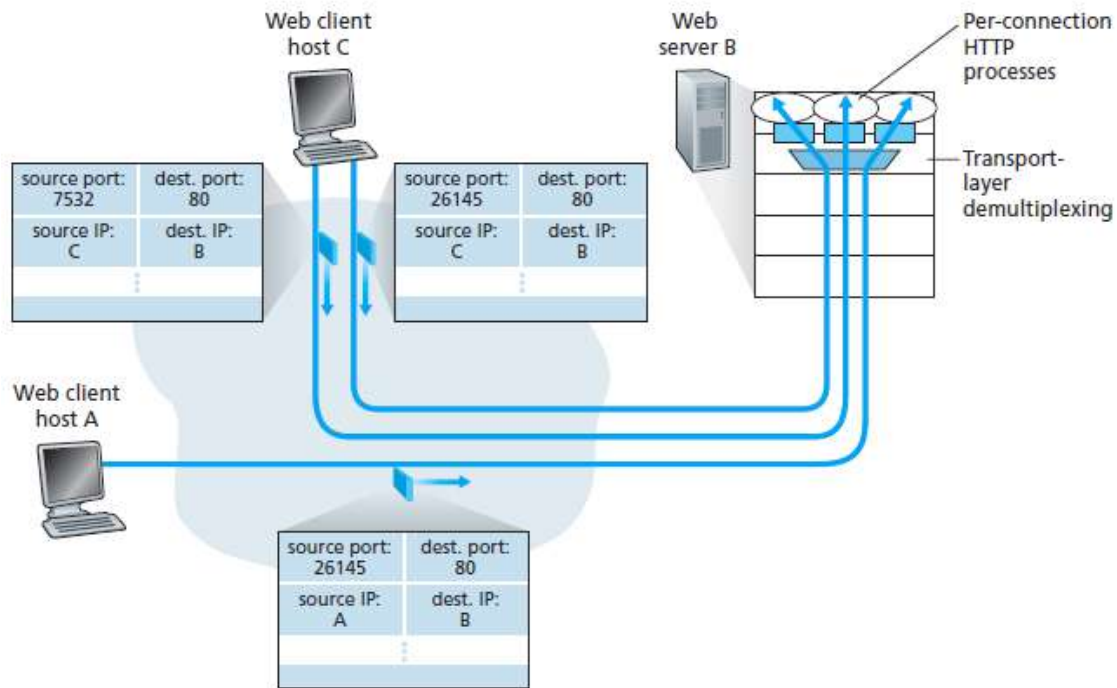 Web client
host C
Web
server B
Per-connection
HTTP
processes
Transport-
layer
demultiplexing
source port:
7532
dest. port:
80
source IP:
C
dest. IP:
B
source port:
26145
dest. port:
80
source IP:
C
dest. IP:
B
Web client
host A
source port:
26145
dest. port:
80
source IP:
A
dest. IP:
B